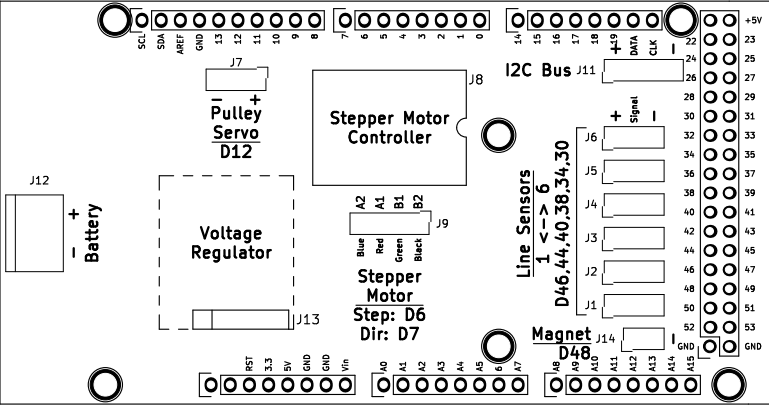 SCL SDA AREF GND 13 12 11 10 9 8
7 6 5 4 3 2 1 0
14 15 16 17 18 19 DATA CLK
+ −
+5V
22 23
24 25
26 27
28 29
30 31
32 33
34 35
36 37
38 39
40 41
42 43
44 45
46 47
48 49
50 51
52 53
GND GND
I2C Bus J11
J7
− +
Pulley
Servo
D12
J8
Stepper Motor
Controller
+ Signal −
J6
J5
J4
J3
J2
J1
Line Sensors
1 <-> 6
D46,44,40,38,34,30
J12
+
−
Battery
Voltage
Regulator
J13
A2 A1 B1 B2
J9
Blue Red Green Black
Stepper
Motor
Step: D6
Dir: D7
Magnet J14 −
D48
RST 3.3 5V GND GND Vin
A0 A1 A2 A3 A4 A5 6 A7
A8 A9 A10 A11 A12 A13 A14 A15